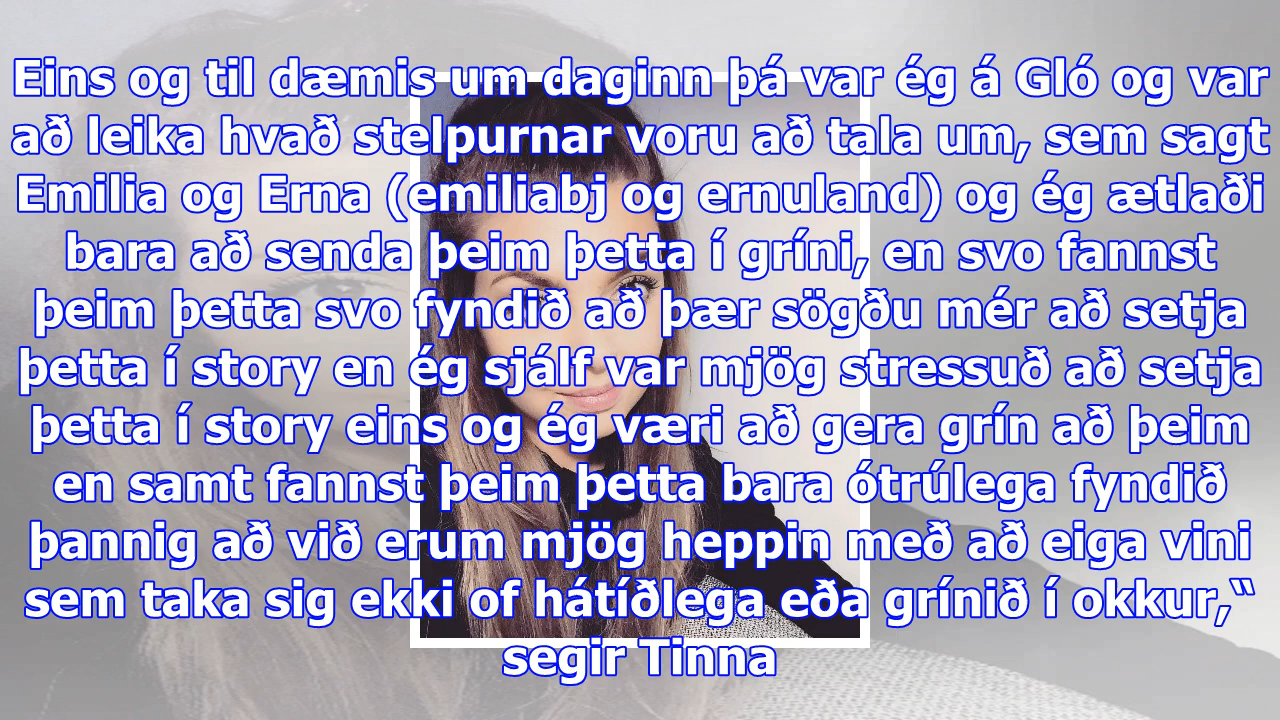 Eins og til dæmis um daginn þá var ég á Gló og var
að leika hvað stelpurnar voru að tala um, sem sagt
Emilia og Erna (emiliabj og ernuland) og ég ætlaði
bara að senda þeim þetta í gríni, en svo fannst
þeim þetta svo fyndið að þær sögðu mér að setja
þetta í story en ég sjálf var mjög stressuð að setja
þetta í story eins og ég væri að gera grín að þeim
en samt fannst þeim þetta bara ótrúlega fyndið
þannig að við erum mjög heppin með að eiga vini
sem taka sig ekki of hátíðlega eða grínið í okkur,“
segir Tinna